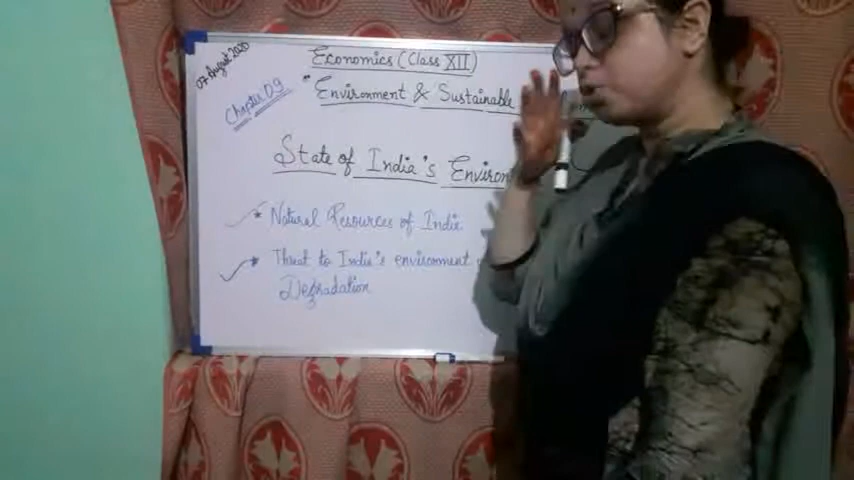 07 August 2020
Economics (Class XII)
Chapter 09
"Environment & Sustainable
State of India's Environ
* Natural Resources of India
* Threat to India's environment
Degradation